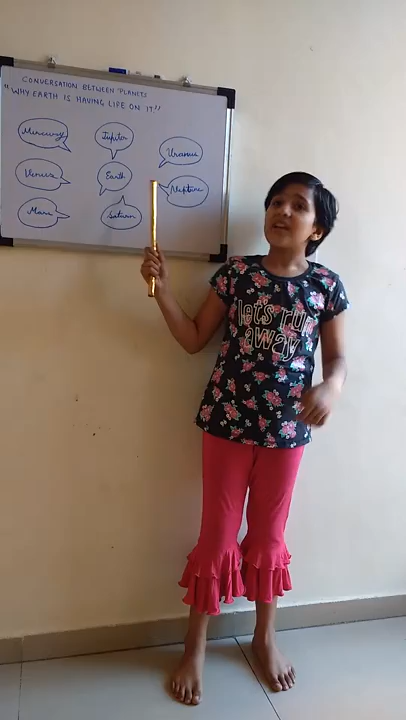 CONVERSATION BETWEEN PLANETS
"WHY EARTH IS HAVING LIFE ON IT!!
Mercury
Jupiter
Uranus
Venus
Earth
Neptune
Mars
Saturn
lets run
away